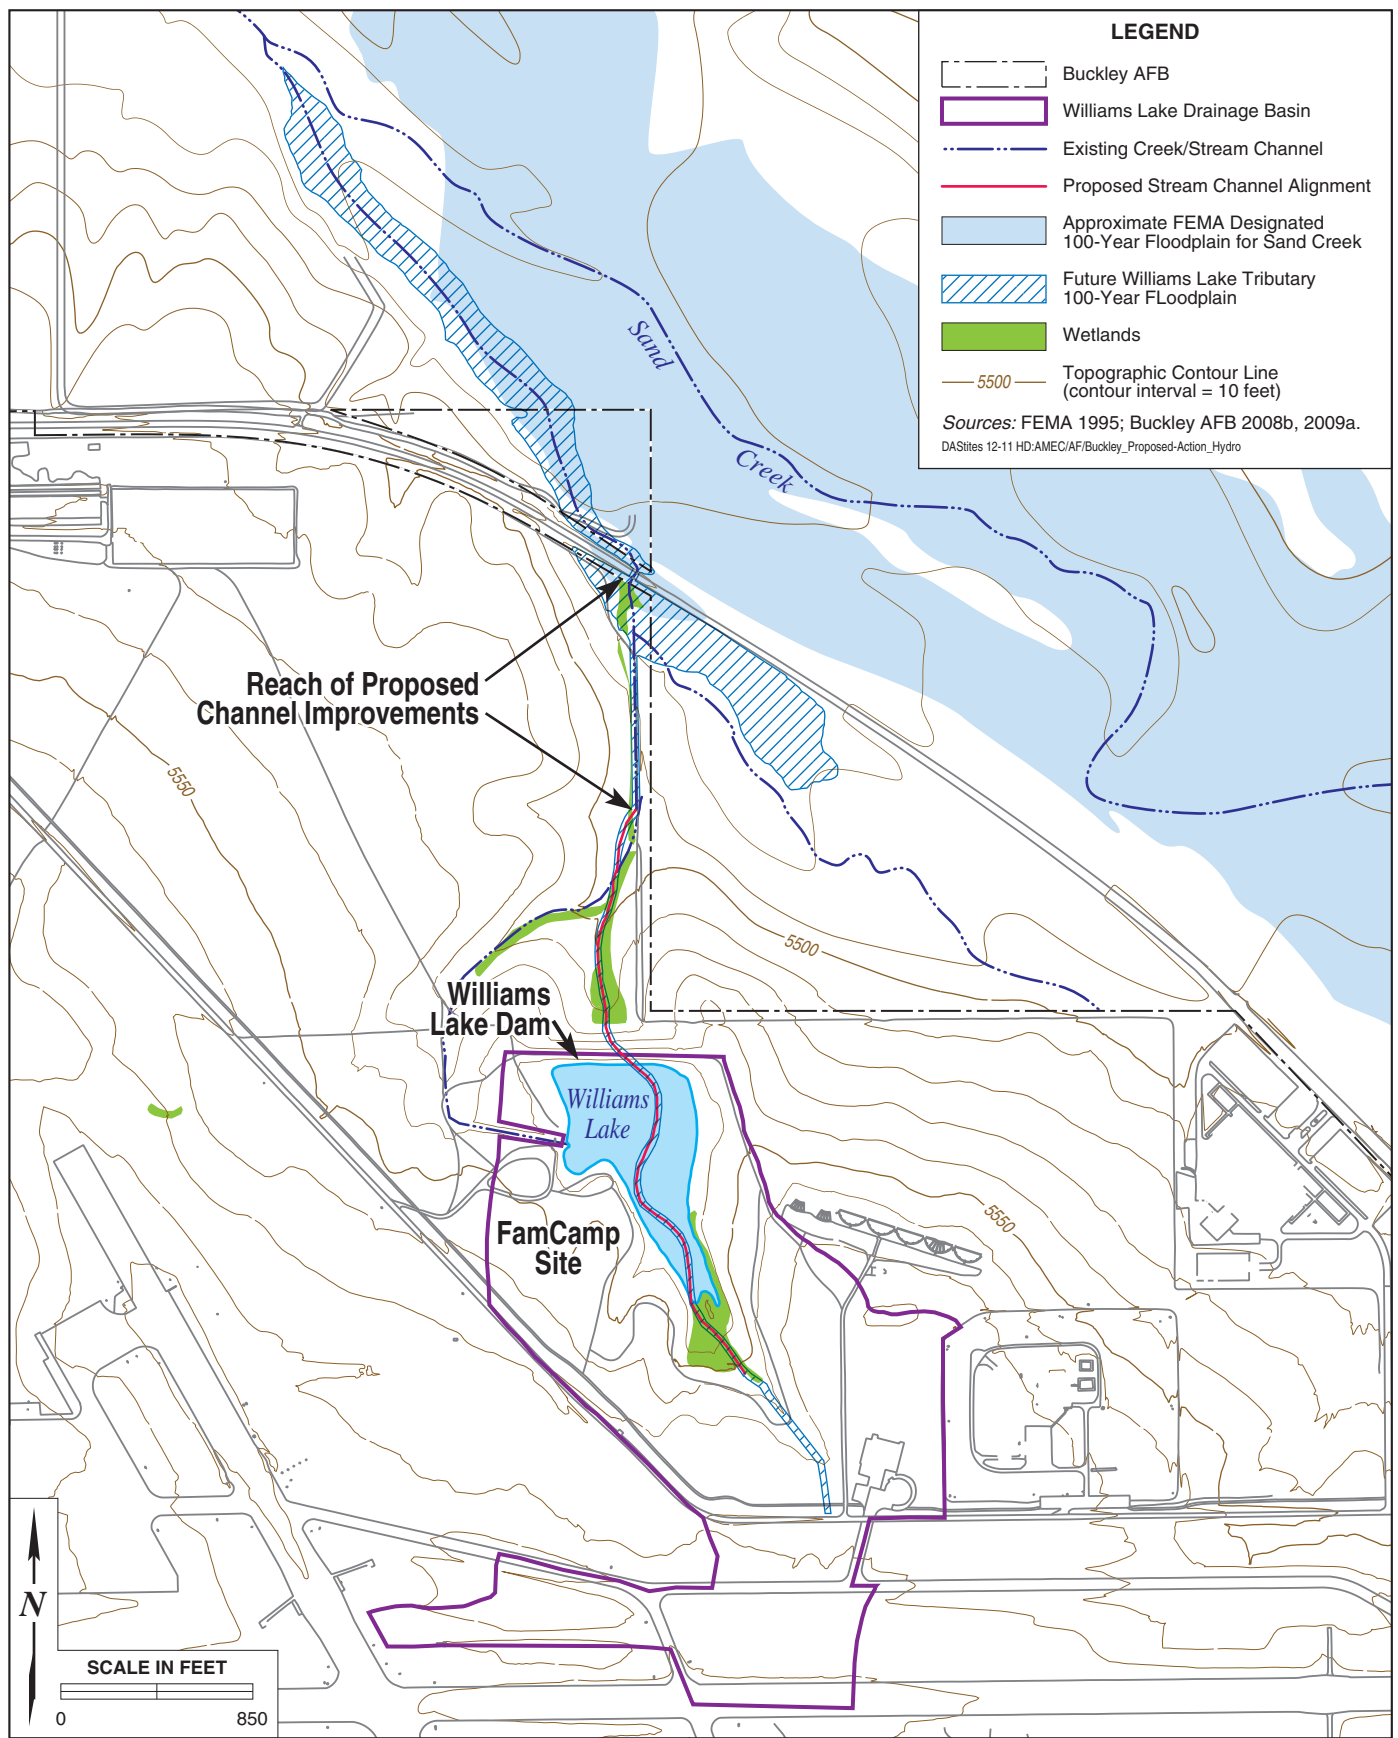 LEGEND
Buckley AFB
Williams Lake Drainage Basin
Existing Creek/Stream Channel
Proposed Stream Channel Alignment
Approximate FEMA Designated
100-Year Floodplain for Sand Creek
Future Williams Lake Tributary
100-Year FLoodplain
Wetlands
5500
Topographic Contour Line
(contour interval = 10 feet)
Sources: FEMA 1995; Buckley AFB 2008b, 2009a.
DAStites 12-11 HD:AMEC/AF/Buckley_Proposed-Action_Hydro
Sand
Creek
Reach of Proposed
Channel Improvements
5550
5500
Williams
Lake Dam
Williams
Lake
FamCamp
Site
5550
N
SCALE IN FEET
0 850